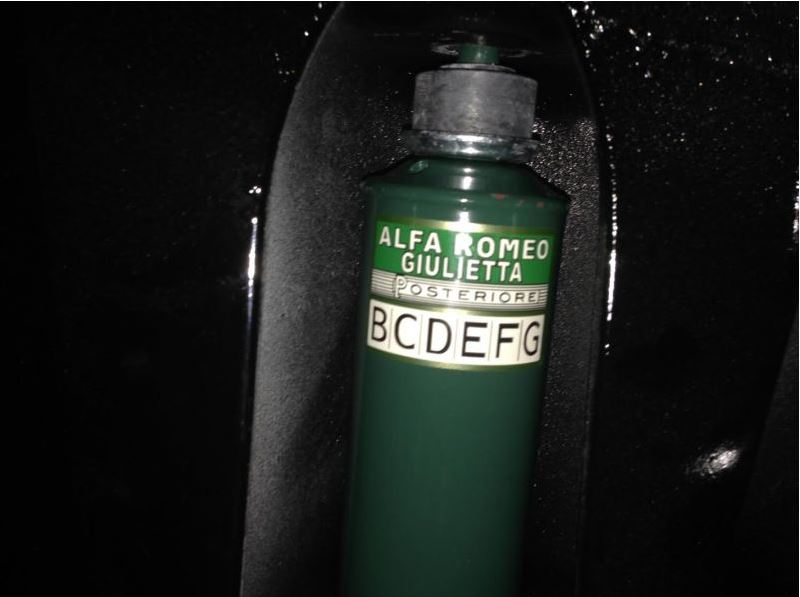 ALFA ROMEO
GIULIETTA
POSTERIORE
BCDEFG